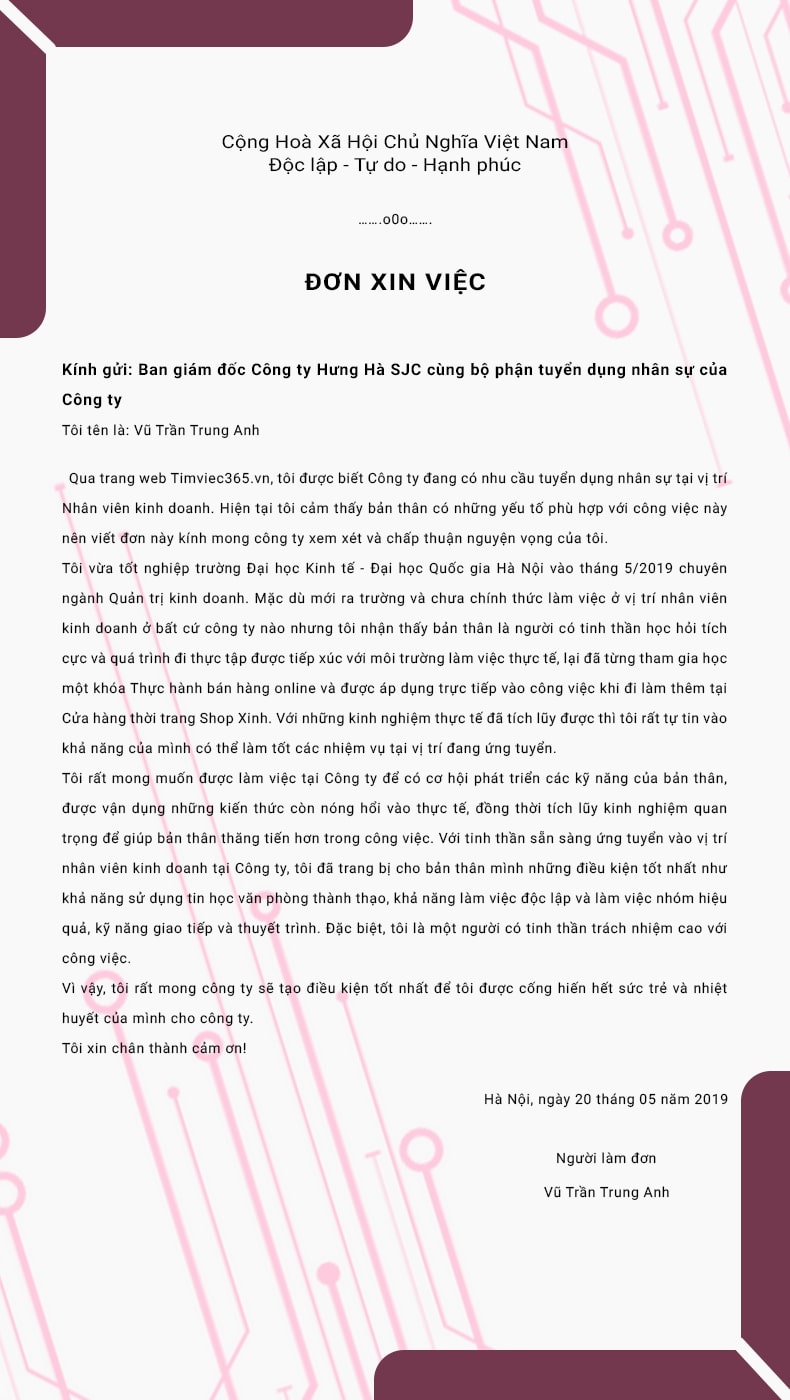 Cộng Hoà Xã Hội Chủ Nghĩa Việt Nam
Độc lập - Tự do - Hạnh phúc
…….o0o…….
ĐƠN XIN VIỆC
Kính gửi: Ban giám đốc Công ty Hưng Hà SJC cùng bộ phận tuyển dụng nhân sự của
Công ty
Tôi tên là: Vũ Trần Trung Anh
Qua trang web Timviec365.vn, tôi được biết Công ty đang có nhu cầu tuyển dụng nhân sự tại vị trí
Nhân viên kinh doanh. Hiện tại tôi cảm thấy bản thân có những yếu tố phù hợp với công việc này
nên viết đơn này kính mong công ty xem xét và chấp thuận nguyện vọng của tôi.
Tôi vừa tốt nghiệp trường Đại học Kinh tế - Đại học Quốc gia Hà Nội vào tháng 5/2019 chuyên
ngành Quản trị kinh doanh. Mặc dù mới ra trường và chưa chính thức làm việc ở vị trí nhân viên
kinh doanh ở bất cứ công ty nào nhưng tôi nhận thấy bản thân là người có tinh thần học hỏi tích
cực và quá trình đi thực tập được tiếp xúc với môi trường làm việc thực tế, lại đã từng tham gia học
một khóa Thực hành bán hàng online và được áp dụng trực tiếp vào công việc khi đi làm thêm tại
Cửa hàng thời trang Shop Xinh. Với những kinh nghiệm thực tế đã tích lũy được thì tôi rất tự tin vào
khả năng của mình có thể làm tốt các nhiệm vụ tại vị trí đang ứng tuyển.
Tôi rất mong muốn được làm việc tại Công ty để có cơ hội phát triển các kỹ năng của bản thân,
được vận dụng những kiến thức còn nóng hổi vào thực tế, đồng thời tích lũy kinh nghiệm quan
trọng để giúp bản thân thăng tiến hơn trong công việc. Với tinh thần sẵn sàng ứng tuyển vào vị trí
nhân viên kinh doanh tại Công ty, tôi đã trang bị cho bản thân mình những điều kiện tốt nhất như
khả năng sử dụng tin học văn phòng thành thạo, khả năng làm việc độc lập và làm việc nhóm hiệu
quả, kỹ năng giao tiếp và thuyết trình. Đặc biệt, tôi là một người có tinh thần trách nhiệm cao với
công việc.
Vì vậy, tôi rất mong công ty sẽ tạo điều kiện tốt nhất để tôi được cống hiến hết sức trẻ và nhiệt
huyết của mình cho công ty.
Tôi xin chân thành cảm ơn!
Hà Nội, ngày 20 tháng 05 năm 2019
Người làm đơn
Vũ Trần Trung Anh